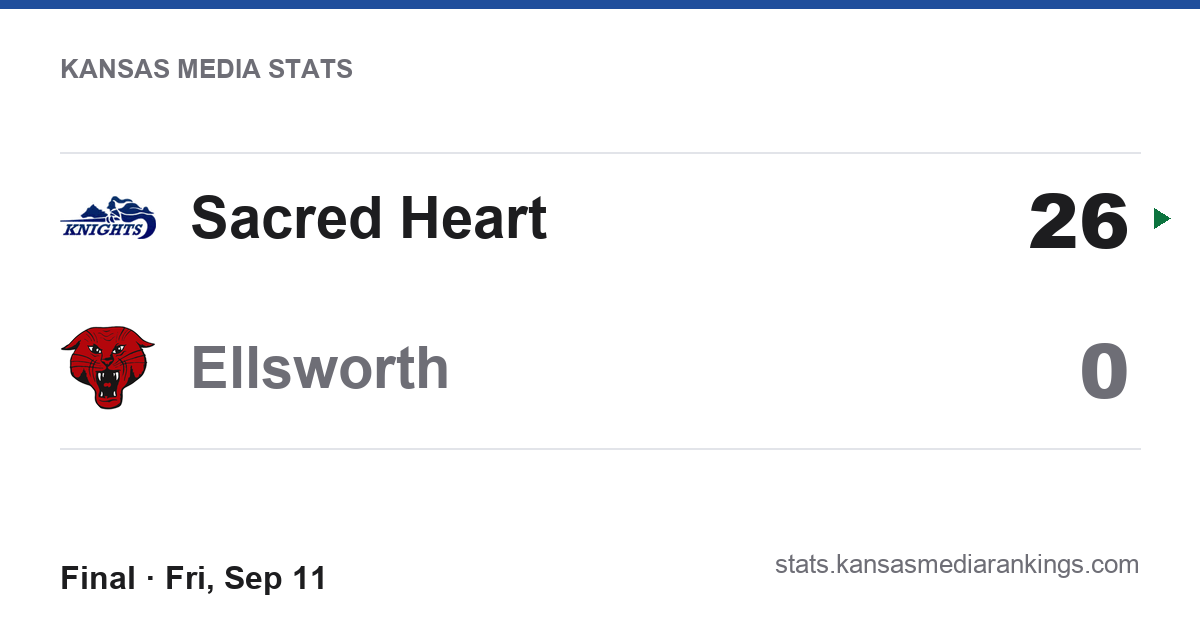 KANSAS MEDIA STATS
KNIGHTS
Sacred Heart
26
Ellsworth
0
Final · Fri, Sep 11
stats.kansasmediarankings.com